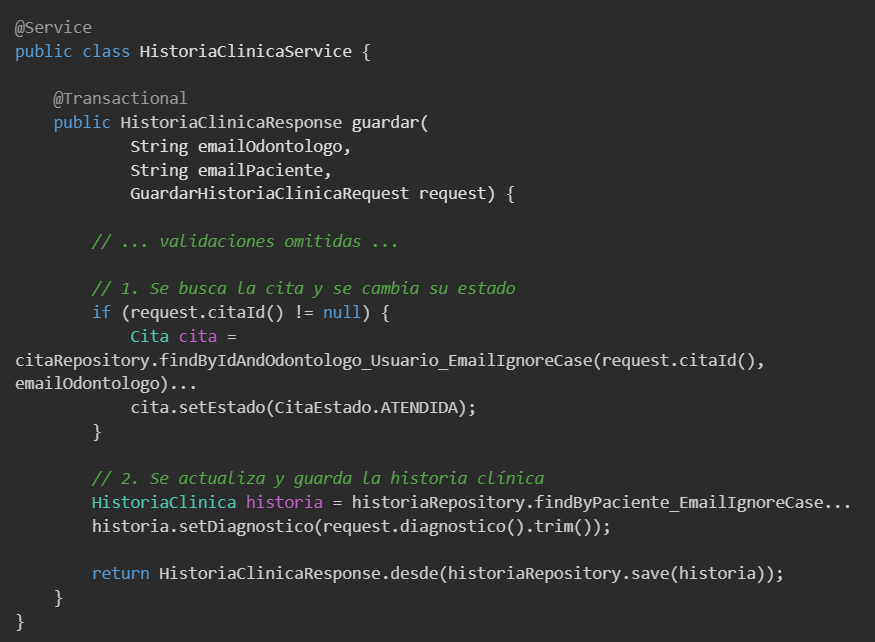 @Service
public class HistoriaClinicaService {
@Transactional
public HistoriaClinicaResponse guardar(
String emailOdontologo,
String emailPaciente,
GuardarHistoriaClinicaRequest request) {
// ... validaciones omitidas ...
// 1. Se busca la cita y se cambia su estado
if (request.citaId() != null) {
Cita cita =
citaRepository.findByIdAndOdontologo_Usuario_EmailIgnoreCase(request.citaId(),
emailOdontologo)...
cita.setEstado(CitaEstado.ATENDIDA);
}
// 2. Se actualiza y guarda la historia clínica
HistoriaClinica historia = historiaRepository.findByPaciente_EmailIgnoreCase...
historia.setDiagnostico(request.diagnostico().trim());
return HistoriaClinicaResponse.desde(historiaRepository.save(historia));
}
}